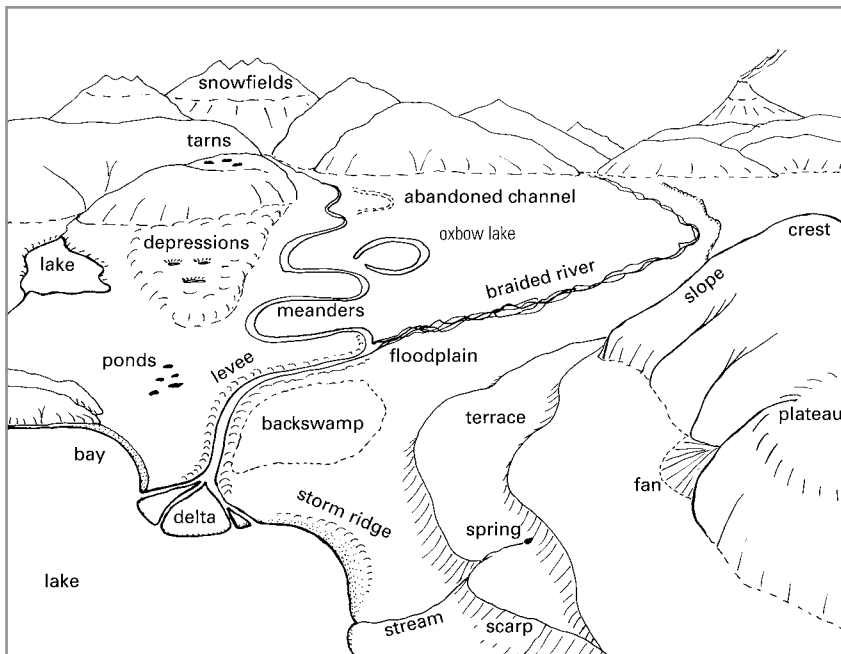 snowfields
tarns
abandoned channel
oxbow lake
crest
depressions
lake
braided river
slope
meanders
ponds
levee
floodplain
terrace
plateau
backswamp
bay
fan
delta
storm ridge
spring
lake
stream
scarp